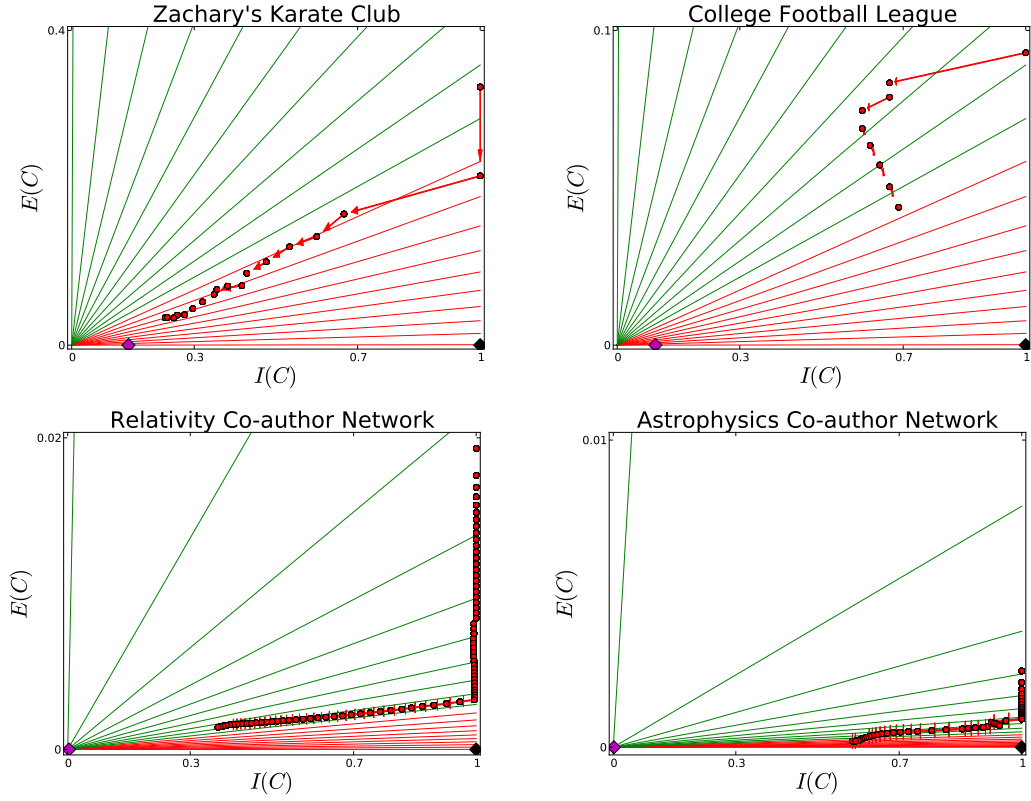 Zachary's Karate Club
0.4
E(C)
0
0
0.3
0.7
1
I(C)
College Football League
0.1
E(C)
0
0
0.3
0.7
1
I(C)
Relativity Co-author Network
0.02
E(C)
0
0
0.3
0.7
1
I(C)
Astrophysics Co-author Network
0.01
E(C)
0
0
0.3
0.7
1
I(C)